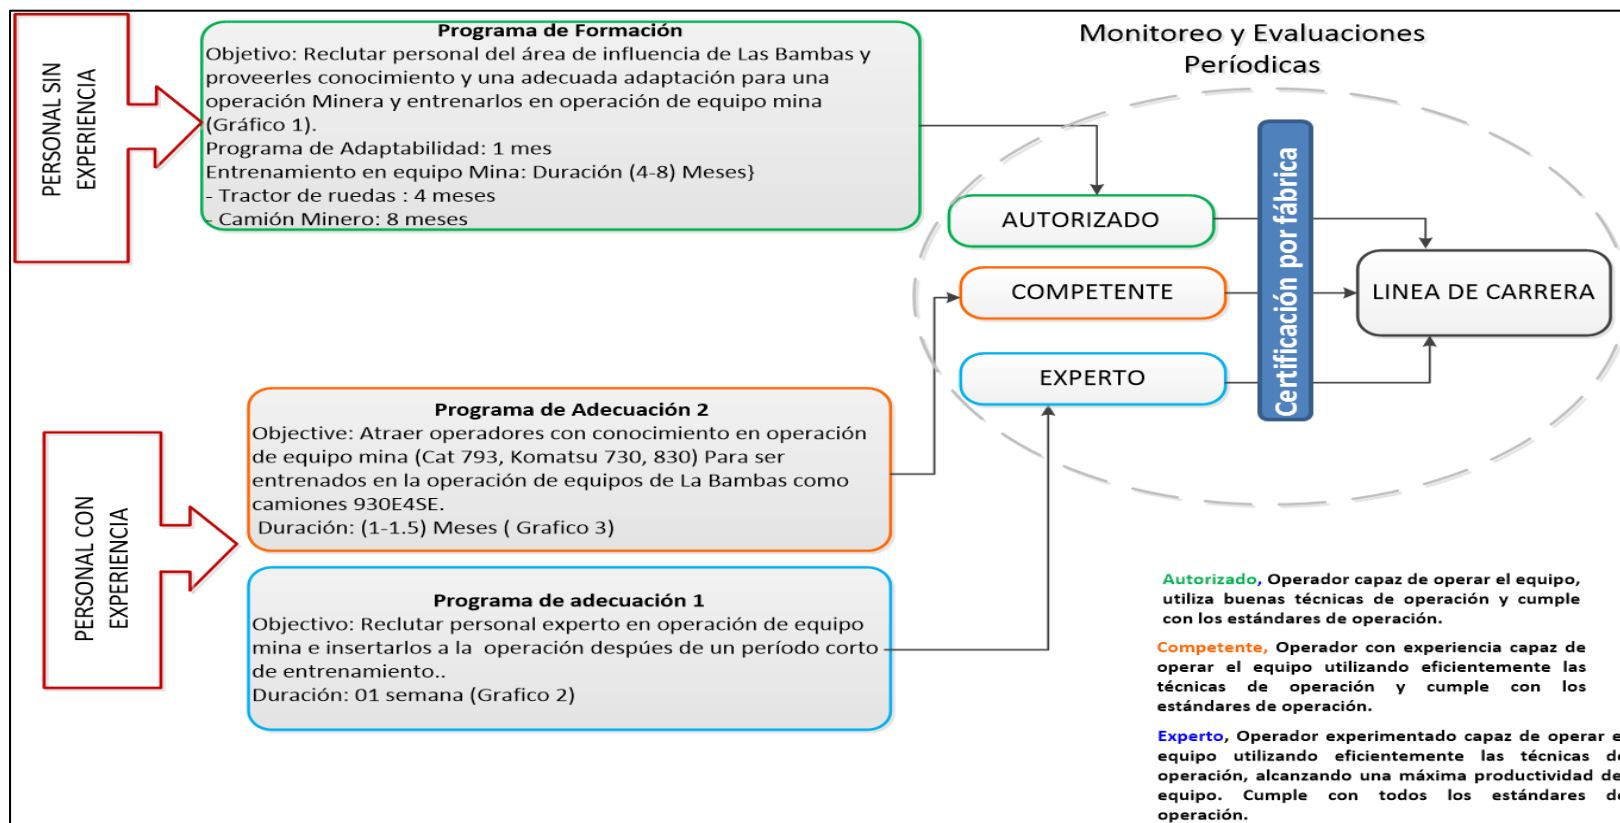 PERSONAL SIN
EXPERIENCIA
Programa de Formación
Objetivo: Reclutar personal del área de influencia de Las Bambas y
proveerles conocimiento y una adecuada adaptación para una
operación Minera y entrenarlos en operación de equipo mina
(Gráfico 1).
Programa de Adaptabilidad: 1 mes
Entrenamiento en equipo Mina: Duración (4-8) Meses}
- Tractor de ruedas : 4 meses
- Camión Minero: 8 meses
Monitoreo y Evaluaciones
Períodicas
AUTORIZADO
COMPETENTE
EXPERTO
Certificación por fábrica
LINEA DE CARRERA
PERSONAL CON
EXPERIENCIA
Programa de Adecuación 2
Objective: Atraer operadores con conocimiento en operación
de equipo mina (Cat 793, Komatsu 730, 830) Para ser
entrenados en la operación de equipos de La Bambas como
camiones 930E4SE.
Duración: (1-1.5) Meses ( Grafico 3)
Programa de adecuación 1
Objectivo: Reclutar personal experto en operación de equipo
mina e insertarlos a la operación despúes de un período corto
de entrenamiento..
Duración: 01 semana (Grafico 2)
Autorizado, Operador capaz de operar el equipo,
utiliza buenas técnicas de operación y cumple
con los estándares de operación.
Competente, Operador con experiencia capaz de
operar el equipo utilizando eficientemente las
técnicas de operación y cumple con los
estándares de operación.
Experto, Operador experimentado capaz de operar e
equipo utilizando eficientemente las técnicas de
operación, alcanzando una máxima productividad de
equipo. Cumple con todos los estándares de
operación.